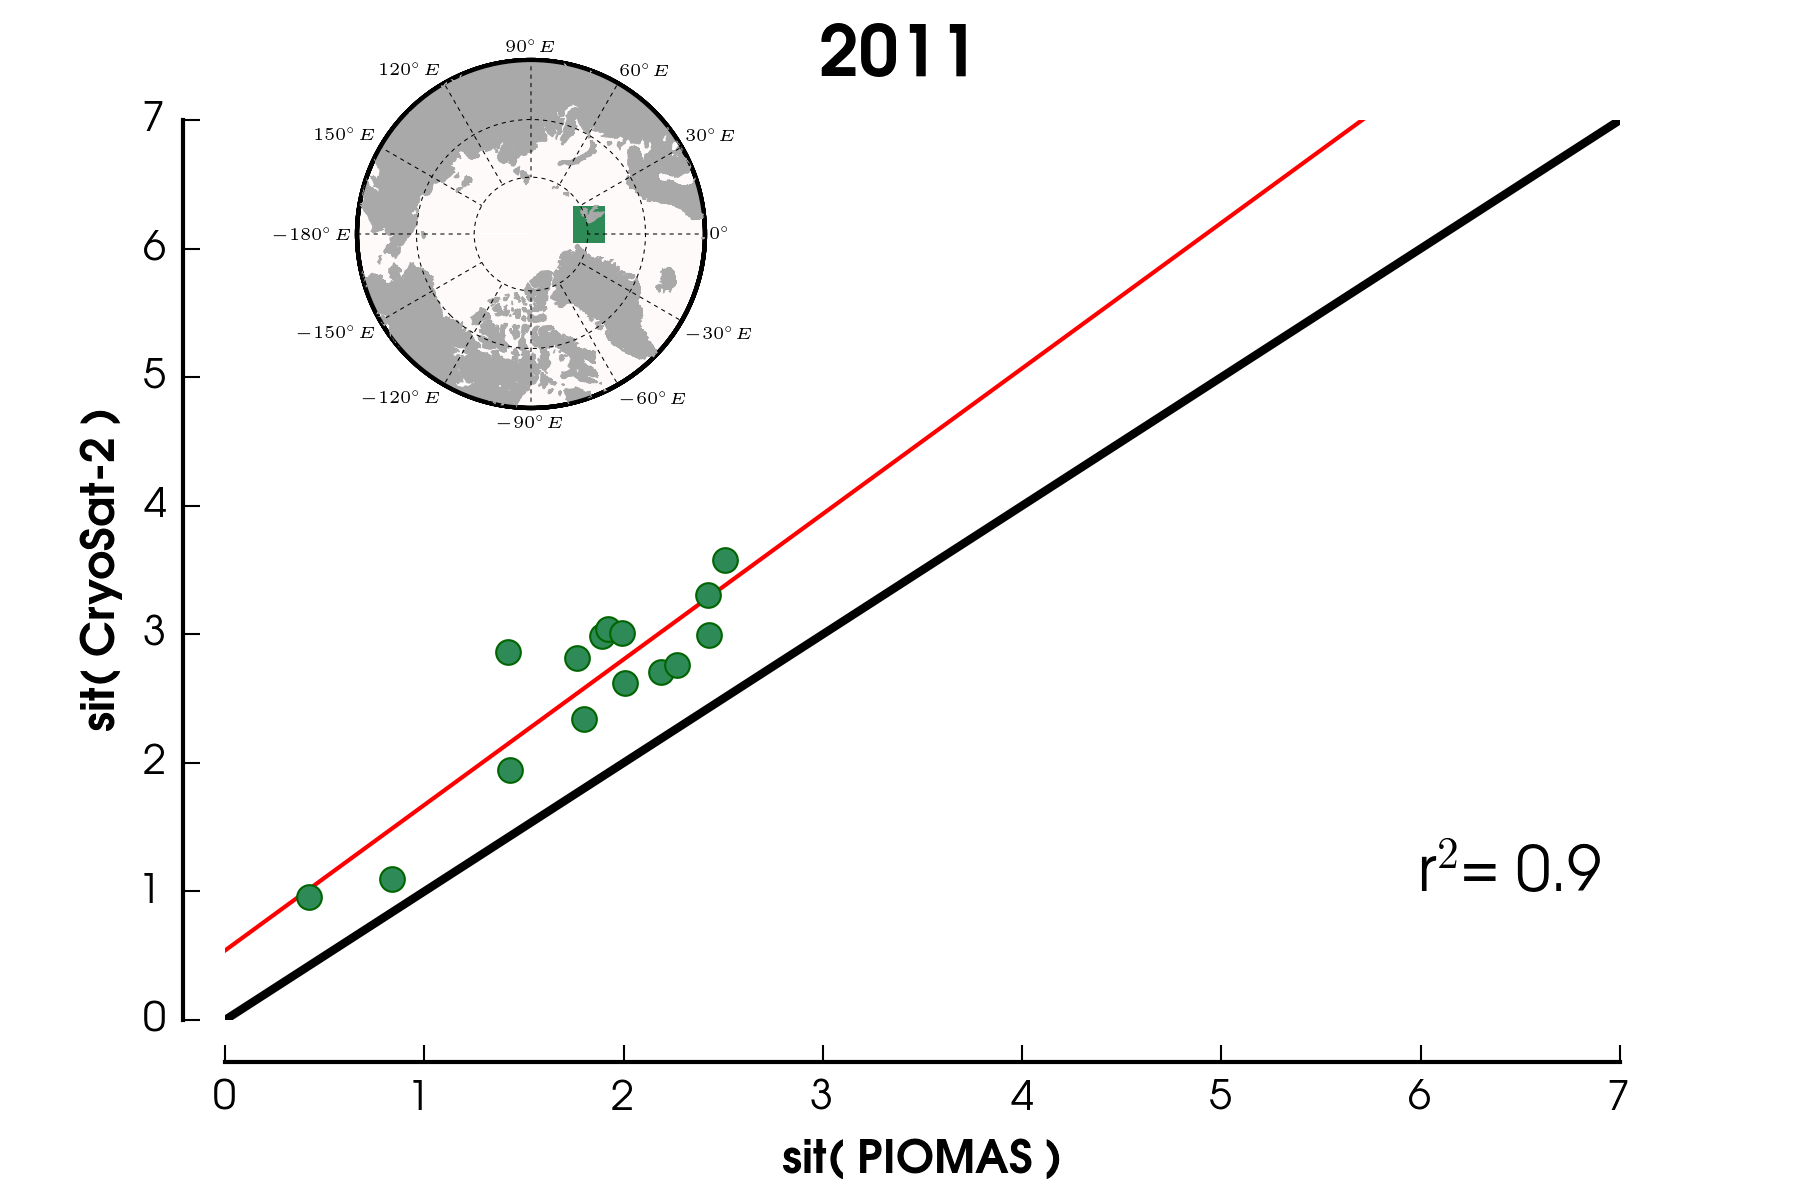 2011
90° E
120° E
60° E
150° E
30° E
−180° E
0°
−150° E
−30° E
−120° E
−60° E
−90° E
7
6
5
4
3
2
1
0
sit( CryoSat-2 )
r²= 0.9
0 1 2 3 4 5 6 7
sit( PIOMAS )